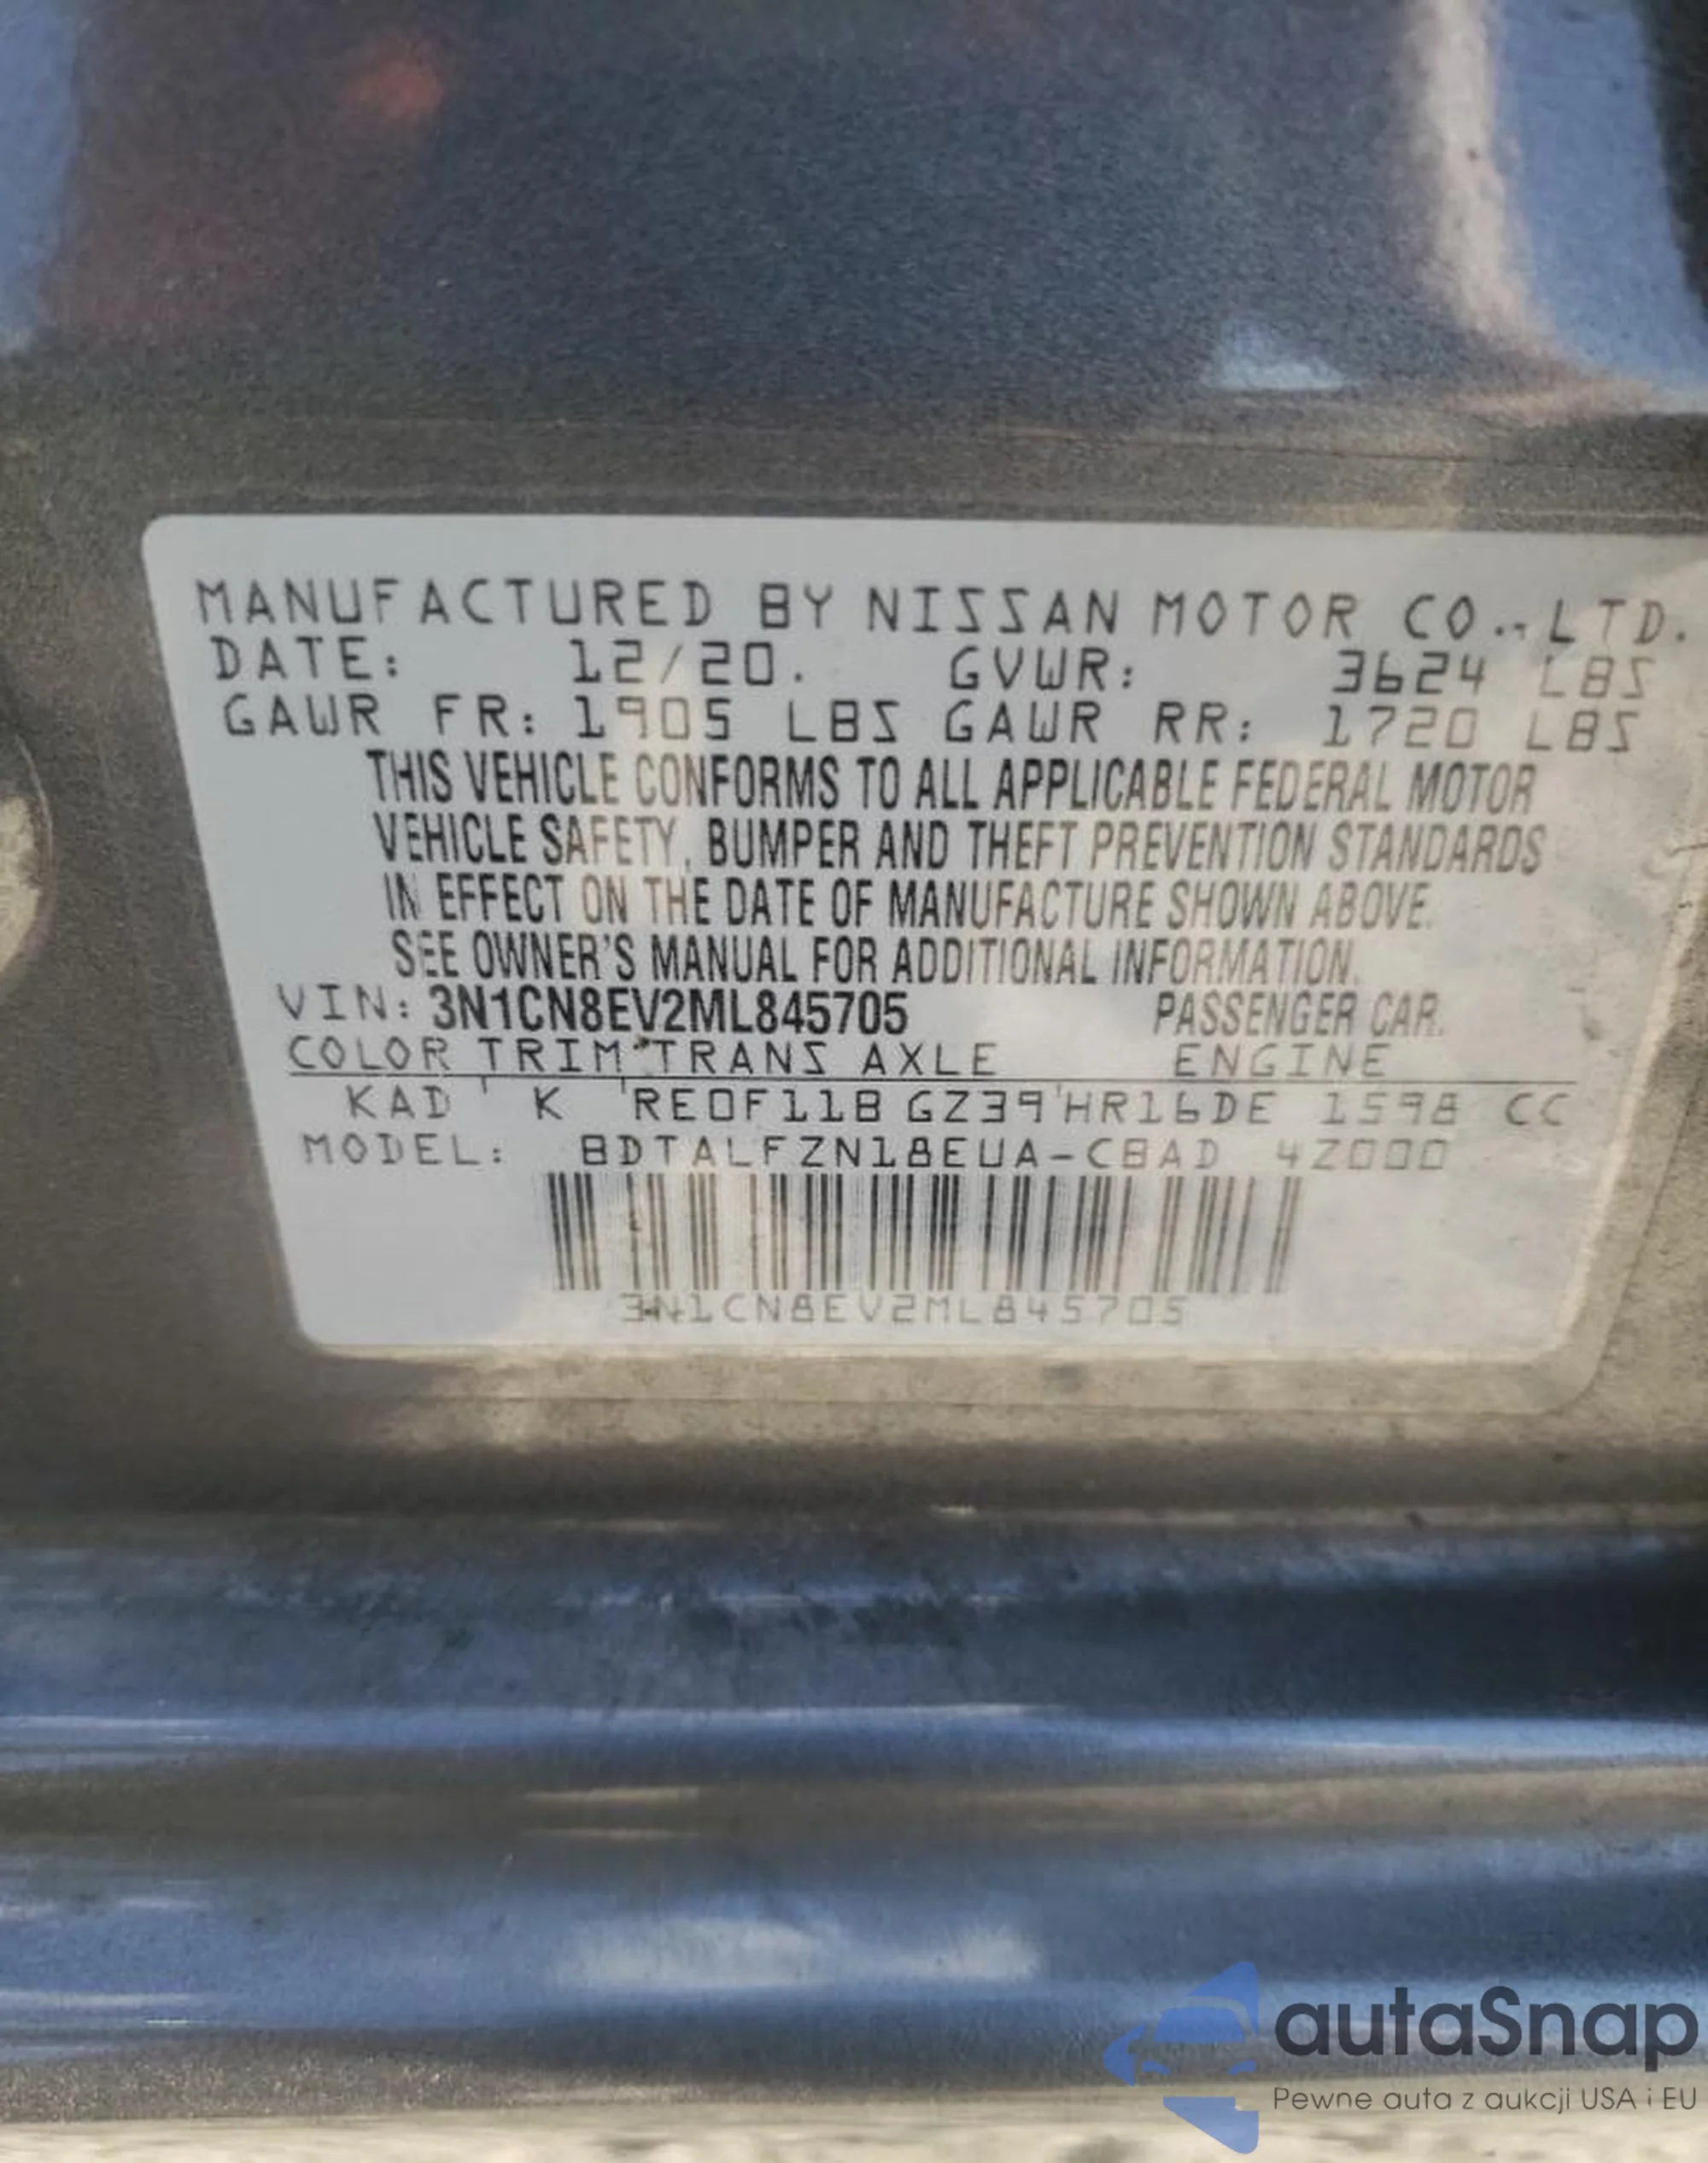 MANUFACTURED BY NISSAN MOTOR CO., LTD.
DATE: 12/20. GVWR: 3624 LBS
GAWR FR: 1905 LBS GAWR RR: 1720 LBS
THIS VEHICLE CONFORMS TO ALL APPLICABLE FEDERAL MOTOR
VEHICLE SAFETY, BUMPER AND THEFT PREVENTION STANDARDS
IN EFFECT ON THE DATE OF MANUFACTURE SHOWN ABOVE.
SEE OWNER'S MANUAL FOR ADDITIONAL INFORMATION.
VIN: 3N1CN8EV2ML845705 PASSENGER CAR.
COLOR TRIM TRANS AXLE ENGINE
KAD K RE0F11B GZ39 HR16DE 1598 CC
MODEL: BDTALFZN18EUA-CBAD 4Z000
3N1CN8EV2ML845705
autaSnap
Pewne auta z aukcji USA i EU